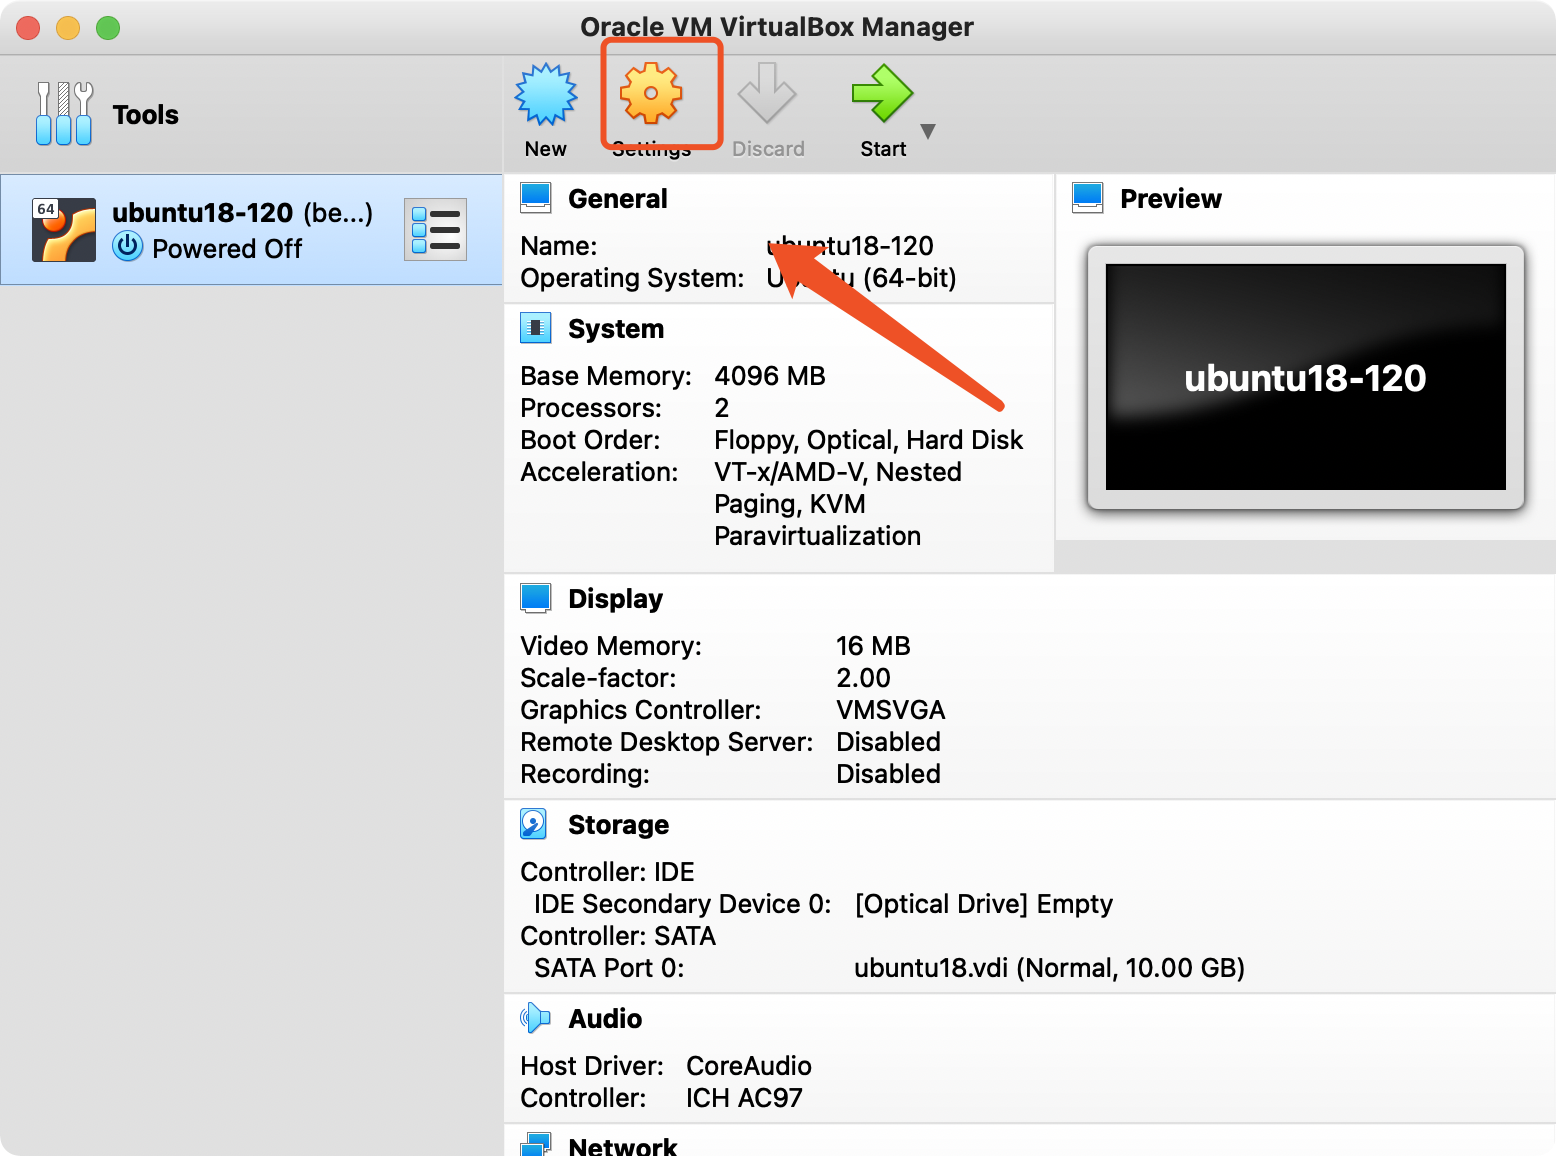 Oracle VM VirtualBox Manager
Tools
New
Settings
Discard
Start
64
ubuntu18-120 (be...)
Powered Off
General
Name: ubuntu18-120
Operating System: Ubuntu (64-bit)
Preview
ubuntu18-120
System
Base Memory: 4096 MB
Processors: 2
Boot Order: Floppy, Optical, Hard Disk
Acceleration: VT-x/AMD-V, Nested
Paging, KVM
Paravirtualization
Display
Video Memory: 16 MB
Scale-factor: 2.00
Graphics Controller: VMSVGA
Remote Desktop Server: Disabled
Recording: Disabled
Storage
Controller: IDE
IDE Secondary Device 0: [Optical Drive] Empty
Controller: SATA
SATA Port 0: ubuntu18.vdi (Normal, 10.00 GB)
Audio
Host Driver: CoreAudio
Controller: ICH AC97
Network